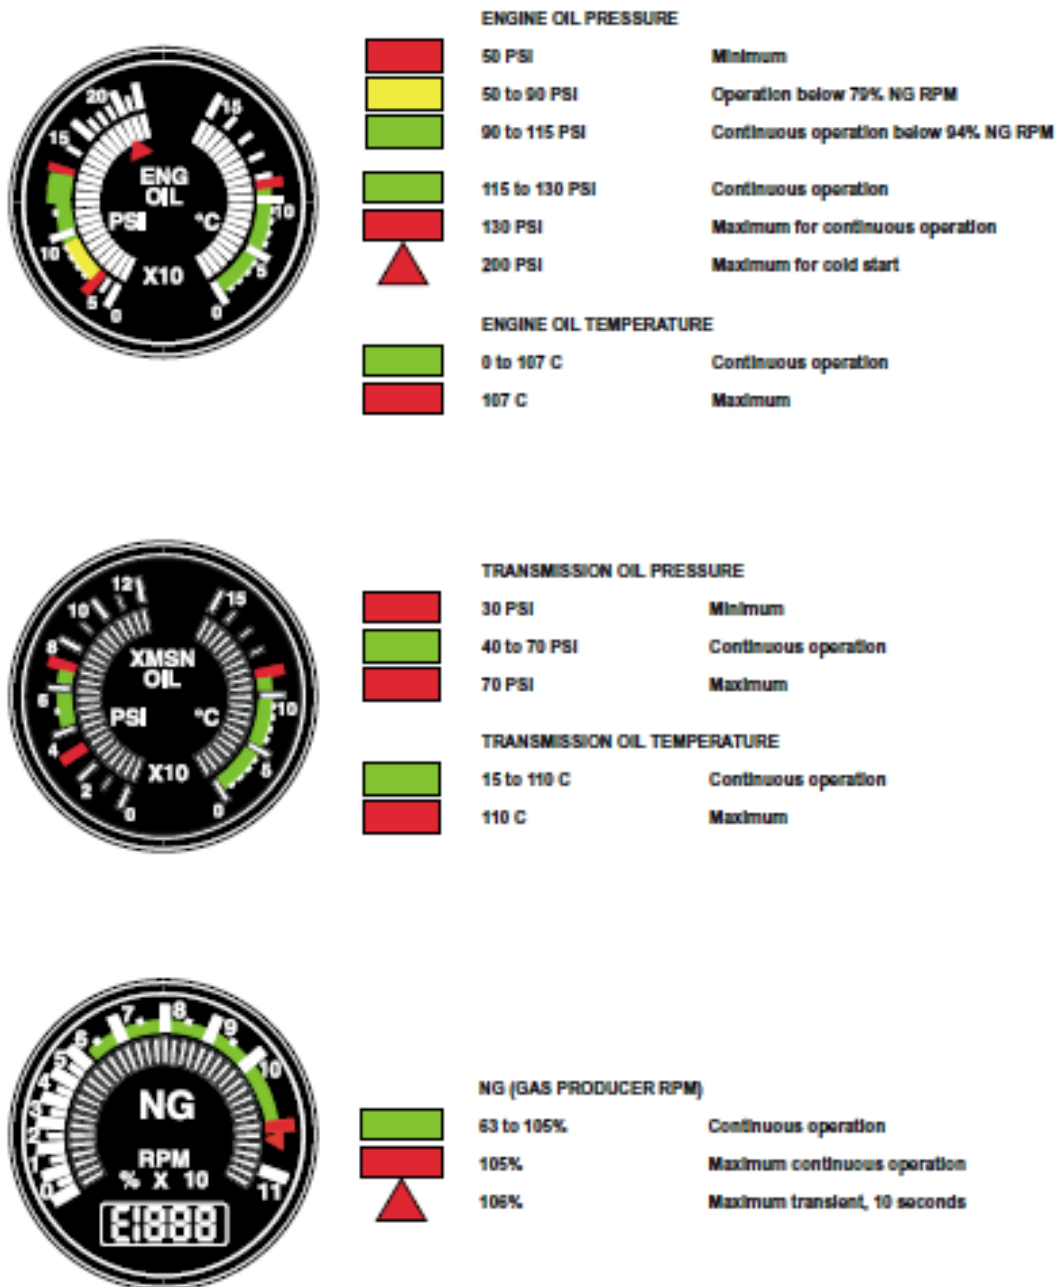 ENGINE OIL PRESSURE
50 PSI Minimum
50 to 90 PSI Operation below 79% NG RPM
90 to 115 PSI Continuous operation below 94% NG RPM
115 to 130 PSI Continuous operation
130 PSI Maximum for continuous operation
200 PSI Maximum for cold start
20 15
15
ENG
OIL
PSI °C
10 10
X10
5 5
0 0
ENGINE OIL TEMPERATURE
0 to 107 C Continuous operation
107 C Maximum
TRANSMISSION OIL PRESSURE
30 PSI Minimum
40 to 70 PSI Continuous operation
70 PSI Maximum
12 15
10
8
XMSN
OIL
6 PSI °C 10
4 5
X10
2
0 0
TRANSMISSION OIL TEMPERATURE
15 to 110 C Continuous operation
110 C Maximum
NG (GAS PRODUCER RPM)
63 to 105% Continuous operation
105% Maximum continuous operation
106% Maximum transient, 10 seconds
0 1 2 3 4 5 6 7 8 9 10 11
NG
RPM
% X 10
E1888